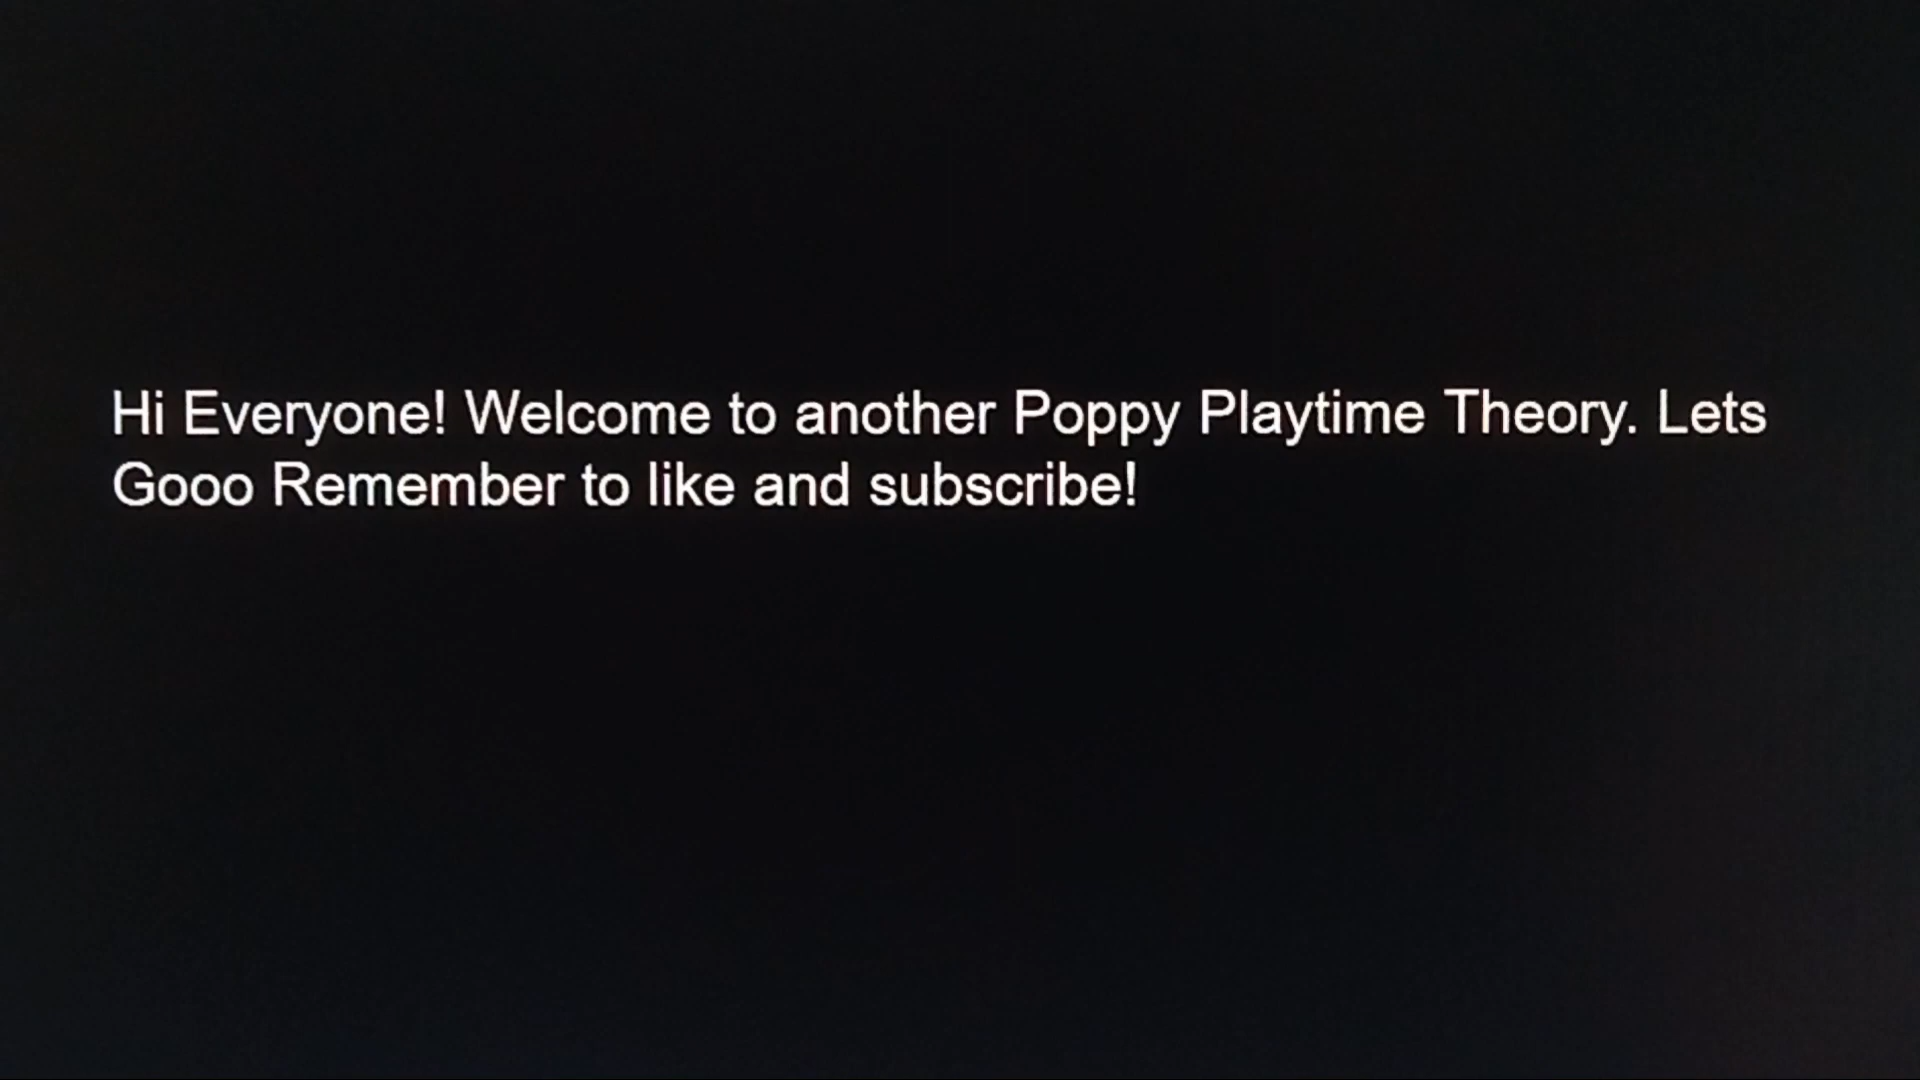 Hi Everyone! Welcome to another Poppy Playtime Theory. Lets
Gooo Remember to like and subscribe!